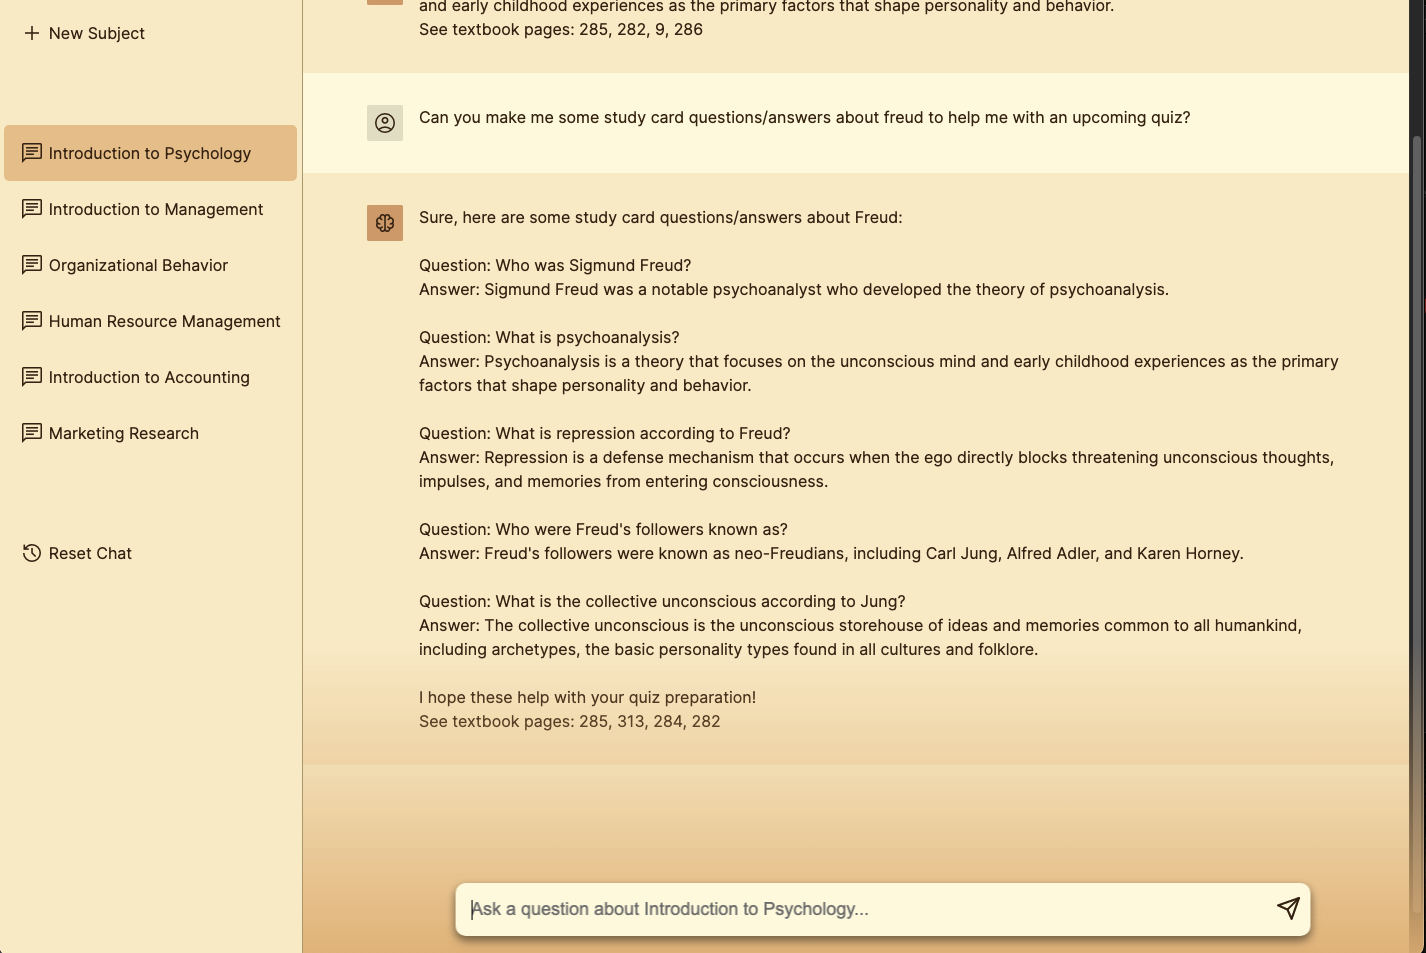 New Subject
Introduction to Psychology
Introduction to Management
Organizational Behavior
Human Resource Management
Introduction to Accounting
Marketing Research
Reset Chat
and early childhood experiences as the primary factors that shape personality and behavior.
See textbook pages: 285, 282, 9, 286
Can you make me some study card questions/answers about freud to help me with an upcoming quiz?
Sure, here are some study card questions/answers about Freud:
Question: Who was Sigmund Freud?
Answer: Sigmund Freud was a notable psychoanalyst who developed the theory of psychoanalysis.
Question: What is psychoanalysis?
Answer: Psychoanalysis is a theory that focuses on the unconscious mind and early childhood experiences as the primary
factors that shape personality and behavior.
Question: What is repression according to Freud?
Answer: Repression is a defense mechanism that occurs when the ego directly blocks threatening unconscious thoughts,
impulses, and memories from entering consciousness.
Question: Who were Freud's followers known as?
Answer: Freud's followers were known as neo-Freudians, including Carl Jung, Alfred Adler, and Karen Horney.
Question: What is the collective unconscious according to Jung?
Answer: The collective unconscious is the unconscious storehouse of ideas and memories common to all humankind,
including archetypes, the basic personality types found in all cultures and folklore.
I hope these help with your quiz preparation!
See textbook pages: 285, 313, 284, 282
Ask a question about Introduction to Psychology...